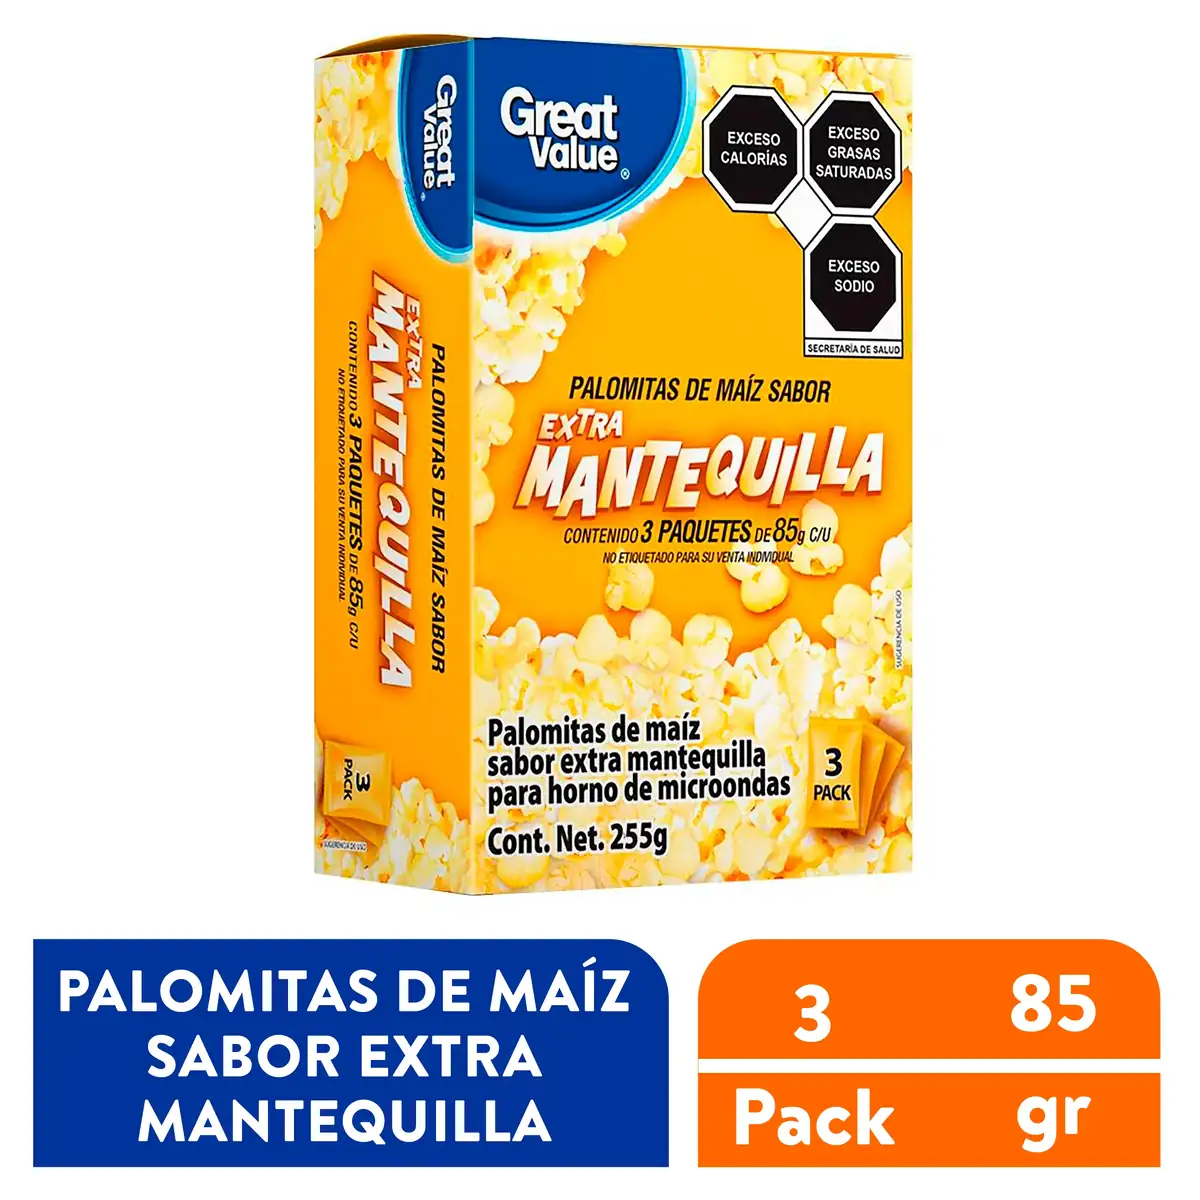 Great
Value
®
EXCESO
CALORÍAS
EXCESO
GRASAS
SATURADAS
EXCESO
SODIO
SECRETARÍA DE SALUD
PALOMITAS DE MAÍZ SABOR
EXTRA
MANTEQUILLA
CONTENIDO 3 PAQUETES DE 85g C/U
NO ETIQUETADO PARA SU VENTA INDIVIDUAL
SUGERENCIA DE USO
Palomitas de maíz
sabor extra mantequilla
para horno de microondas
Cont. Net. 255g
3
PACK
Great
Value
®
PALOMITAS DE MAÍZ SABOR
EXTRA
MANTEQUILLA
CONTENIDO 3 PAQUETES DE 85g C/U
NO ETIQUETADO PARA SU VENTA INDIVIDUAL
3
PACK
SUGERENCIA DE USO
PALOMITAS DE MAÍZ
SABOR EXTRA
MANTEQUILLA
3
Pack
85
gr